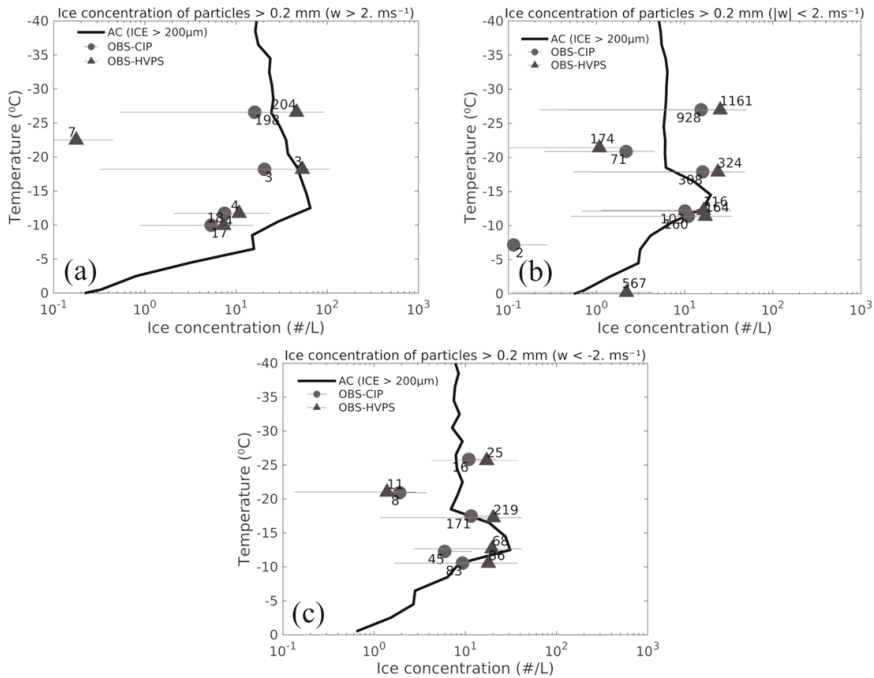 Ice concentration of particles > 0.2 mm (w > 2. ms⁻¹)
AC (ICE > 200µm)
OBS-CIP
OBS-HVPS
-40
-35
-30
-25
-20
-15
-10
-5
0
Temperature (⁰C)
204
198
7
3
3
4
18
4
17
(a)
10⁻¹ 10⁰ 10¹ 10² 10³
Ice concentration (#/L)
Ice concentration of particles > 0.2 mm (|w| < 2. ms⁻¹)
AC (ICE > 200µm)
OBS-CIP
OBS-HVPS
-40
-35
-30
-25
-20
-15
-10
-5
0
Temperature (⁰C)
1161
928
174
71
324
308
116
164
160
2
567
(b)
10⁻¹ 10⁰ 10¹ 10² 10³
Ice concentration (#/L)
Ice concentration of particles > 0.2 mm (w < -2. ms⁻¹)
AC (ICE > 200µm)
OBS-CIP
OBS-HVPS
-40
-35
-30
-25
-20
-15
-10
-5
0
Temperature (⁰C)
25
16
11
8
219
171
68
45
86
83
(c)
10⁻¹ 10⁰ 10¹ 10² 10³
Ice concentration (#/L)